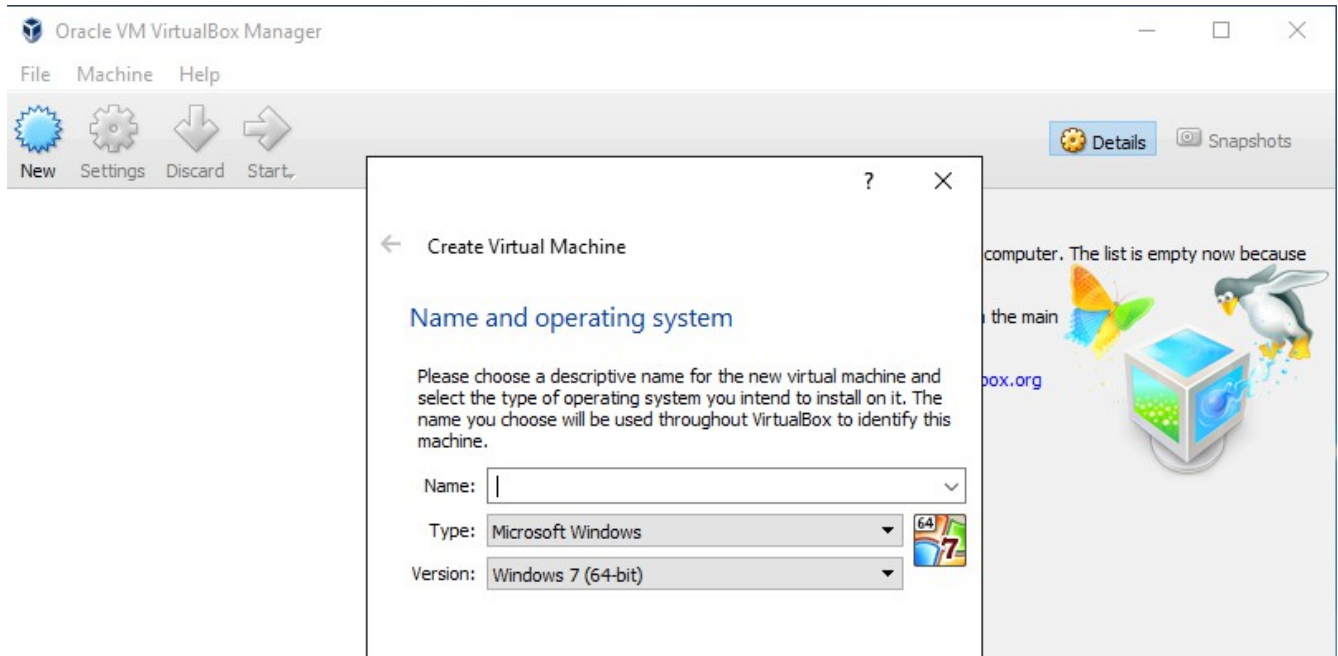 Oracle VM VirtualBox Manager
File Machine Help
New Settings Discard Start
Details Snapshots
? 
Create Virtual Machine
computer. The list is empty now because
Name and operating system
the main
Please choose a descriptive name for the new virtual machine and
box.org
select the type of operating system you intend to install on it. The
name you choose will be used throughout VirtualBox to identify this
machine.
Name:
Type: Microsoft Windows
64
7
Version: Windows 7 (64-bit)